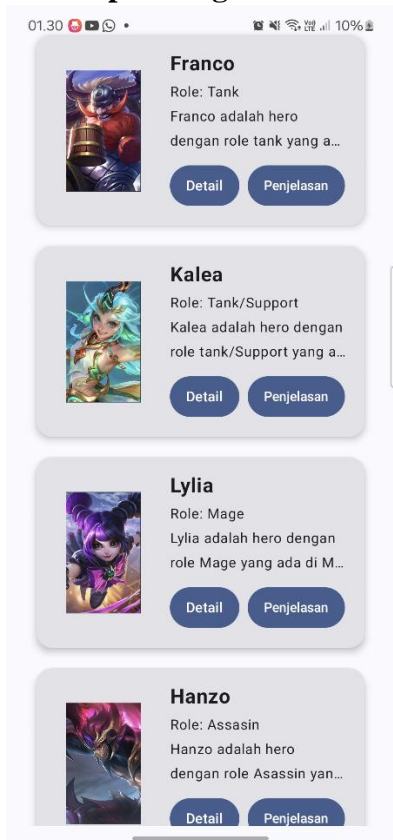 01.30 10%
Franco
Role: Tank
Franco adalah hero
dengan role tank yang a...
Detail Penjelasan
Kalea
Role: Tank/Support
Kalea adalah hero dengan
role tank/Support yang a...
Detail Penjelasan
Lylia
Role: Mage
Lylia adalah hero dengan
role Mage yang ada di M...
Detail Penjelasan
Hanzo
Role: Assasin
Hanzo adalah hero
dengan role Asassin yan...
Detail Penjelasan